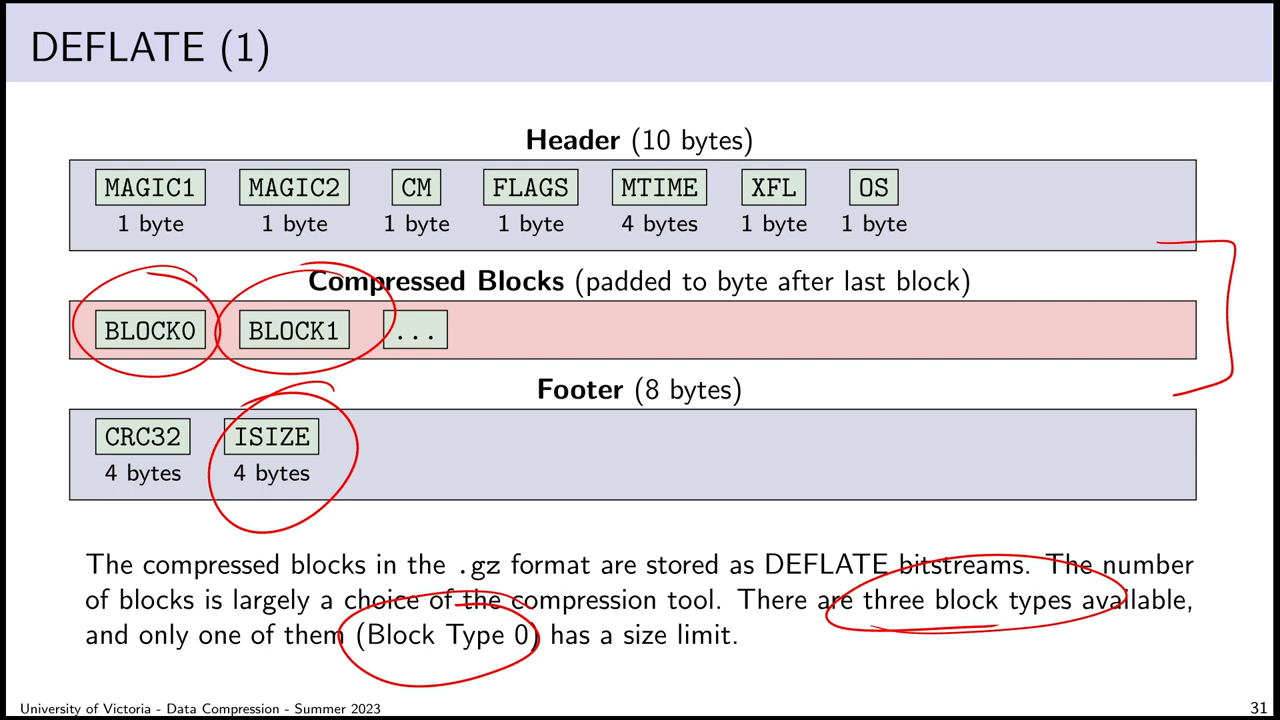 DEFLATE (1)
Header (10 bytes)
MAGIC1 MAGIC2 CM FLAGS MTIME XFL OS
1 byte 1 byte 1 byte 1 byte 4 bytes 1 byte 1 byte
Compressed Blocks (padded to byte after last block)
BLOCK0 BLOCK1 ...
Footer (8 bytes)
CRC32 ISIZE
4 bytes 4 bytes
The compressed blocks in the .gz format are stored as DEFLATE bitstreams. The number
of blocks is largely a choice of the compression tool. There are three block types available,
and only one of them (Block Type 0) has a size limit.
University of Victoria - Data Compression - Summer 2023 31